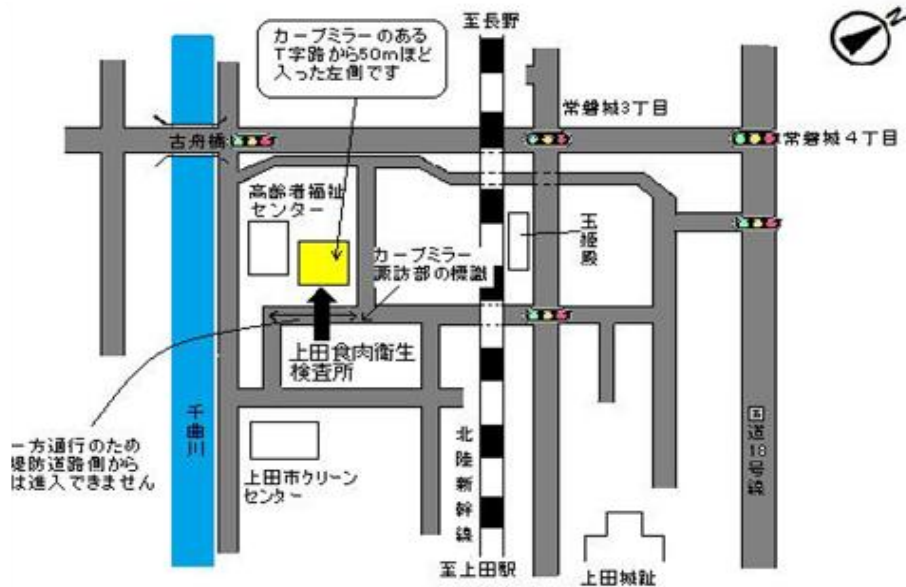 至長野
N
カーブミラーのある
T字路から50mほど
入った左側です
常磐城3丁目
古舟橋
常磐城4丁目
高齢者福祉
センター
玉姫殿
カーブミラー
諏訪部の標識
上田食肉衛生
検査所
千曲川
一方通行のため
堤防道路側から
は進入できません
上田市クリーン
センター
北陸新幹線
国道18号線
至上田駅
上田城趾